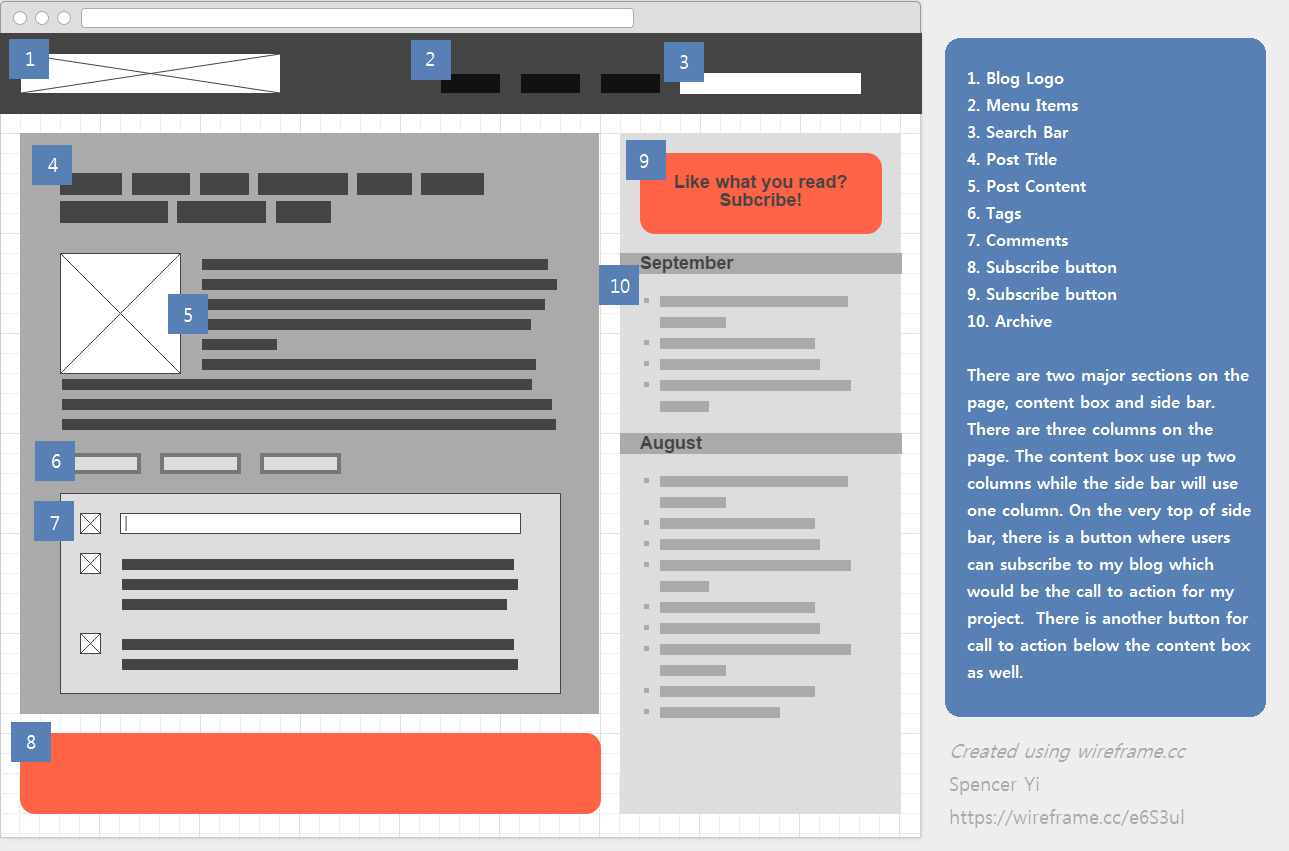 1
2
3
4
9
Like what you read?
Subcribe!
September
10
5
August
6
7
8
1. Blog Logo
2. Menu Items
3. Search Bar
4. Post Title
5. Post Content
6. Tags
7. Comments
8. Subscribe button
9. Subscribe button
10. Archive
There are two major sections on the
page, content box and side bar.
There are three columns on the
page. The content box use up two
columns while the side bar will use
one column. On the very top of side
bar, there is a button where users
can subscribe to my blog which
would be the call to action for my
project.  There is another button for
call to action below the content box
as well.
Created using wireframe.cc
Spencer Yi
https://wireframe.cc/e6S3ul